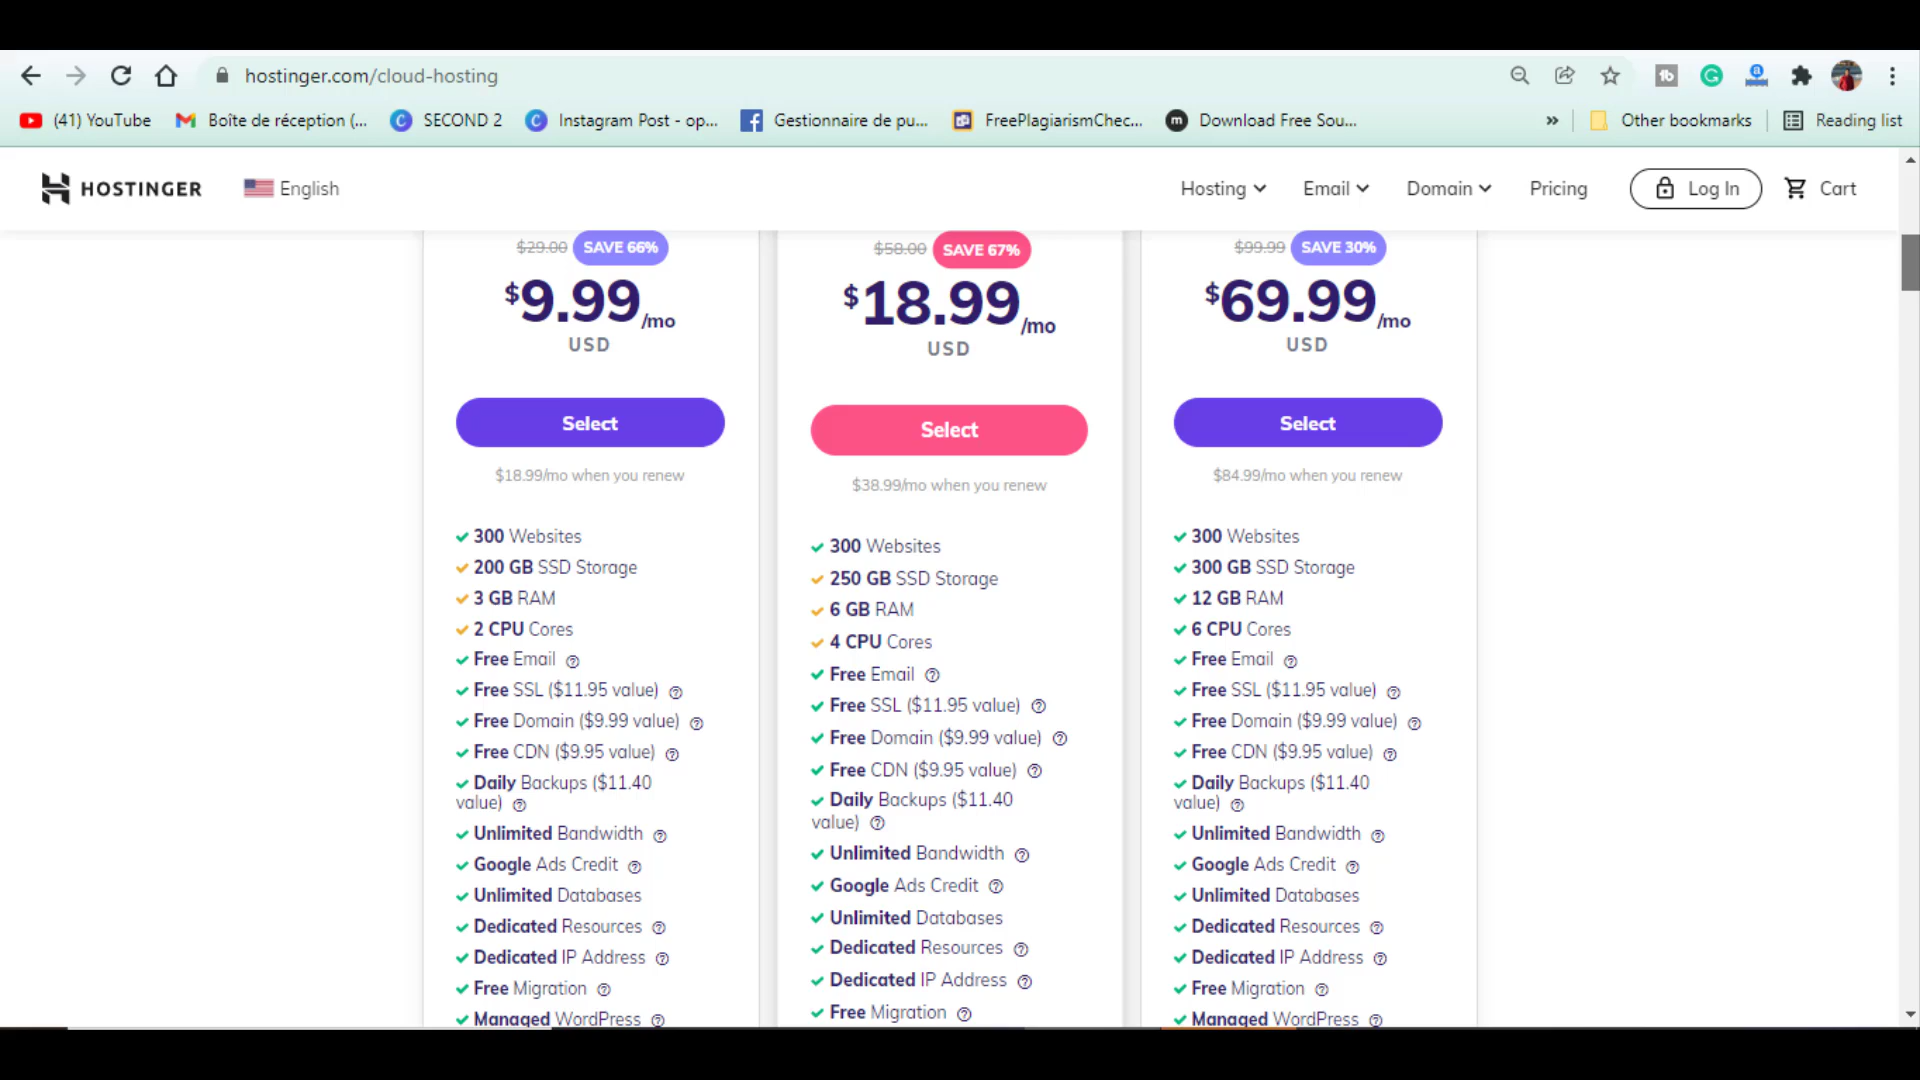 hostinger.com/cloud-hosting
(41) YouTube
Boîte de réception (...
SECOND 2
Instagram Post - op...
Gestionnaire de pu...
FreePlagiarismChec...
Download Free Sou...
»
Other bookmarks
Reading list
HOSTINGER
English
Hosting
Email
Domain
Pricing
Log In
Cart
$29.00 SAVE 66%
$9.99/mo
USD
Select
$18.99/mo when you renew
300 Websites
200 GB SSD Storage
3 GB RAM
2 CPU Cores
Free Email
Free SSL ($11.95 value)
Free Domain ($9.99 value)
Free CDN ($9.95 value)
Daily Backups ($11.40
value)
Unlimited Bandwidth
Google Ads Credit
Unlimited Databases
Dedicated Resources
Dedicated IP Address
Free Migration
Managed WordPress
$58.00 SAVE 67%
$18.99/mo
USD
Select
$38.99/mo when you renew
300 Websites
250 GB SSD Storage
6 GB RAM
4 CPU Cores
Free Email
Free SSL ($11.95 value)
Free Domain ($9.99 value)
Free CDN ($9.95 value)
Daily Backups ($11.40
value)
Unlimited Bandwidth
Google Ads Credit
Unlimited Databases
Dedicated Resources
Dedicated IP Address
Free Migration
$99.99 SAVE 30%
$69.99/mo
USD
Select
$84.99/mo when you renew
300 Websites
300 GB SSD Storage
12 GB RAM
6 CPU Cores
Free Email
Free SSL ($11.95 value)
Free Domain ($9.99 value)
Free CDN ($9.95 value)
Daily Backups ($11.40
value)
Unlimited Bandwidth
Google Ads Credit
Unlimited Databases
Dedicated Resources
Dedicated IP Address
Free Migration
Managed WordPress